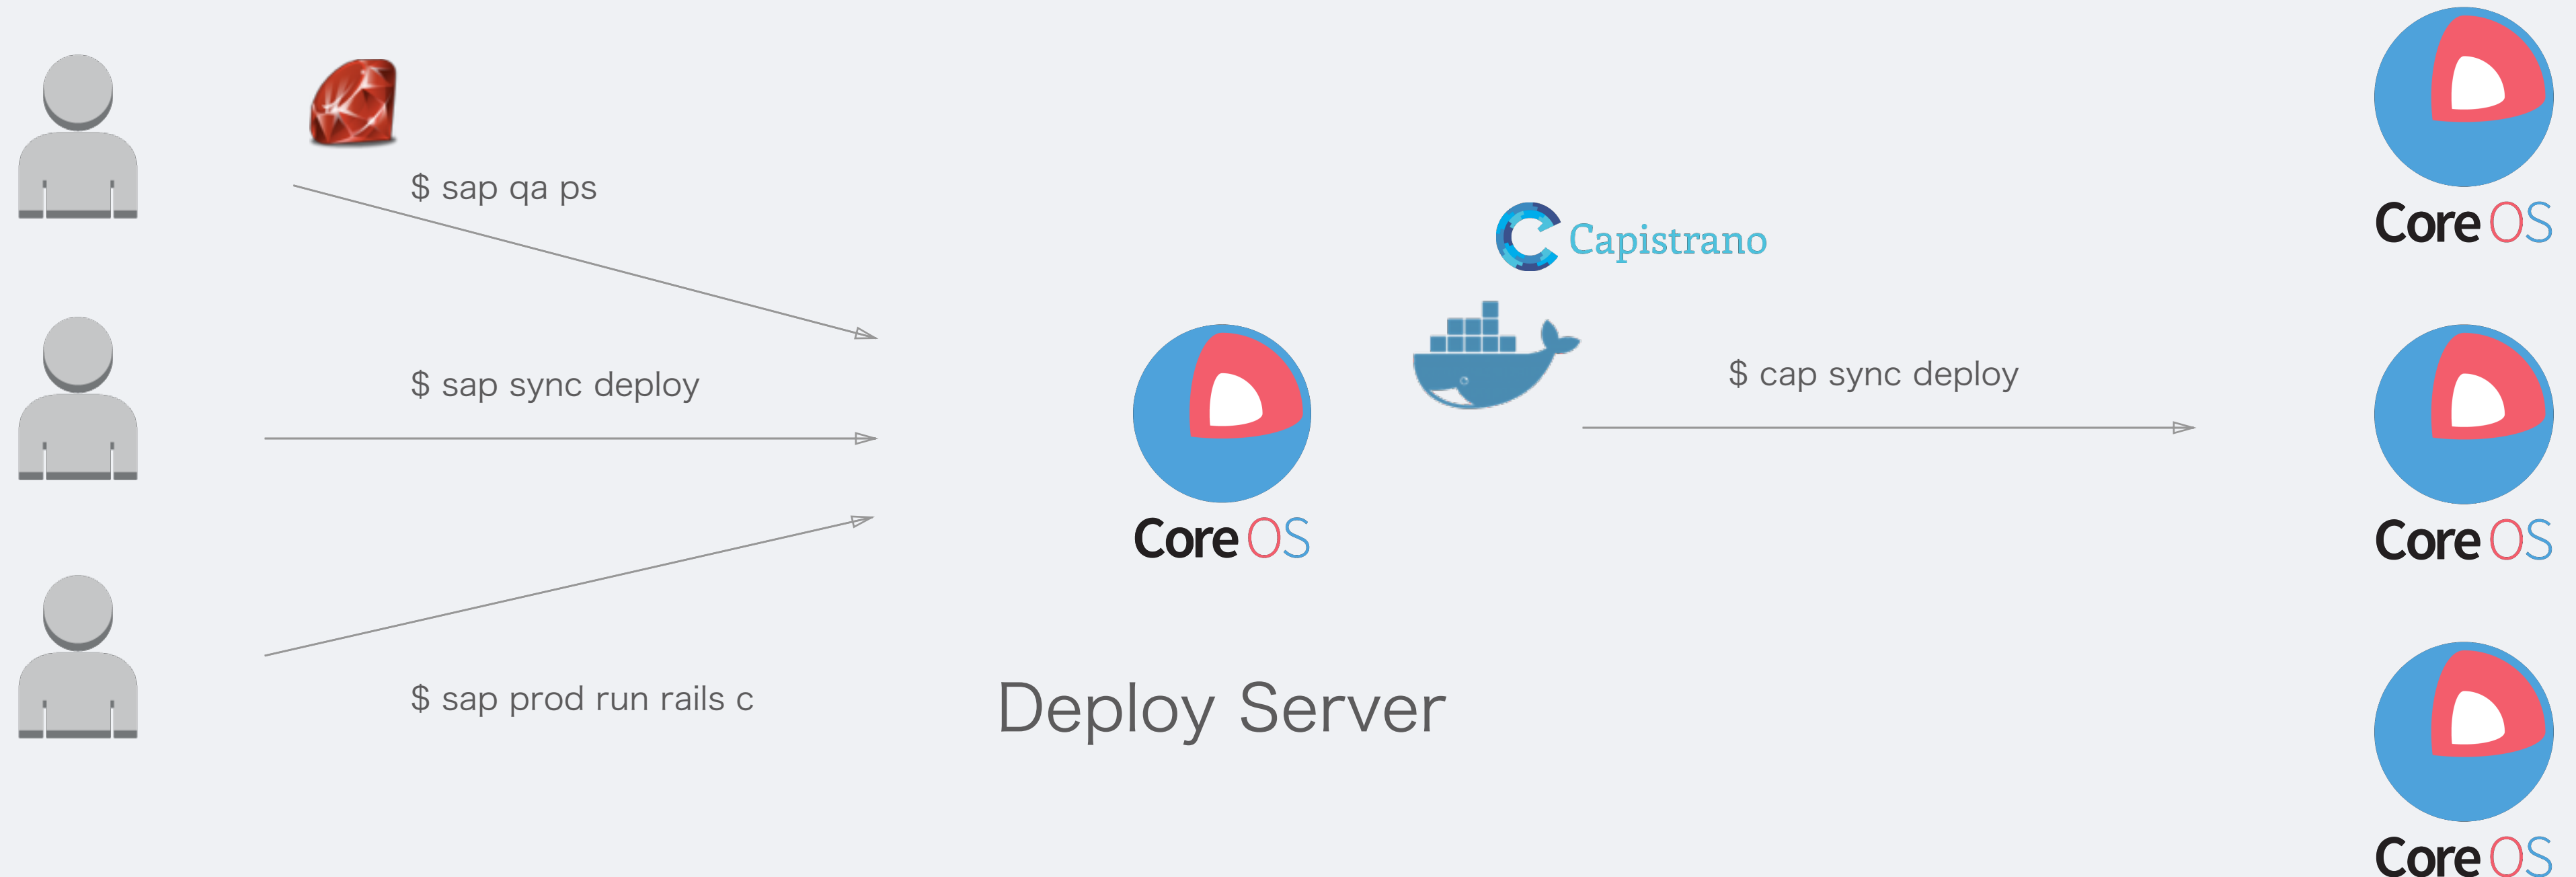 $ sap qa ps
$ sap sync deploy
$ sap prod run rails c
Core OS
Deploy Server
Capistrano
$ cap sync deploy
Core OS
Core OS
Core OS